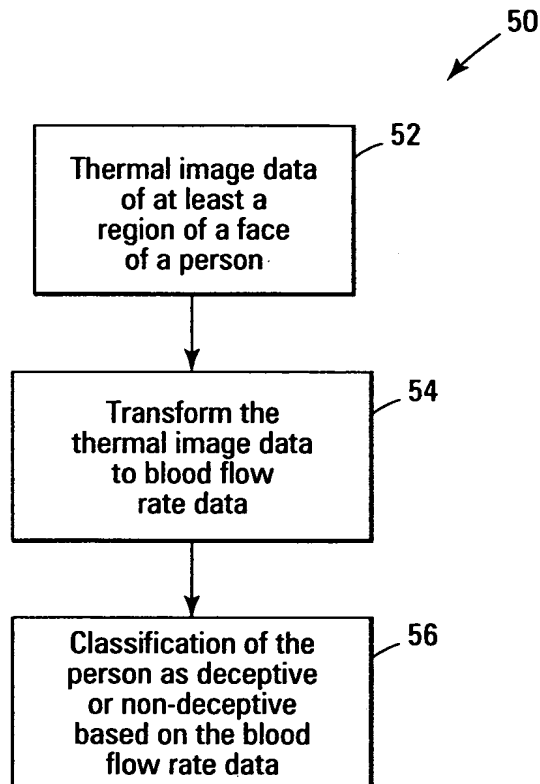 50
52
Thermal image data
of at least a
region of a face
of a person
54
Transform the
thermal image data
to blood flow
rate data
56
Classification of the
person as deceptive
or non-deceptive
based on the blood
flow rate data